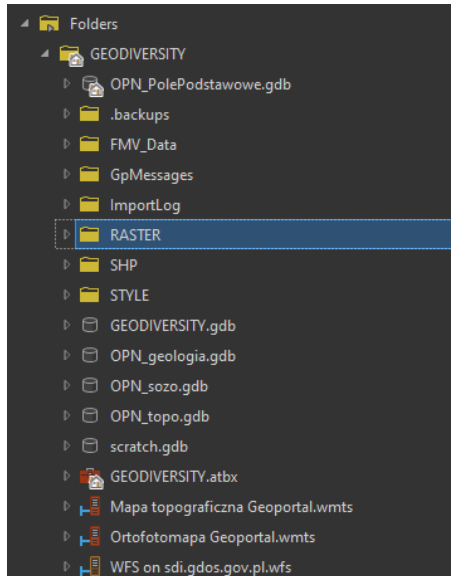 Folders
GEODIVERSITY
OPN_PolePodstawowe.gdb
.backups
FMV_Data
GpMessages
ImportLog
RASTER
SHP
STYLE
GEODIVERSITY.gdb
OPN_geologia.gdb
OPN_sozo.gdb
OPN_topo.gdb
scratch.gdb
GEODIVERSITY.atbx
Mapa topograficzna Geoportal.wmts
Ortofotomapa Geoportal.wmts
WFS on sdi.gdos.gov.pl.wfs